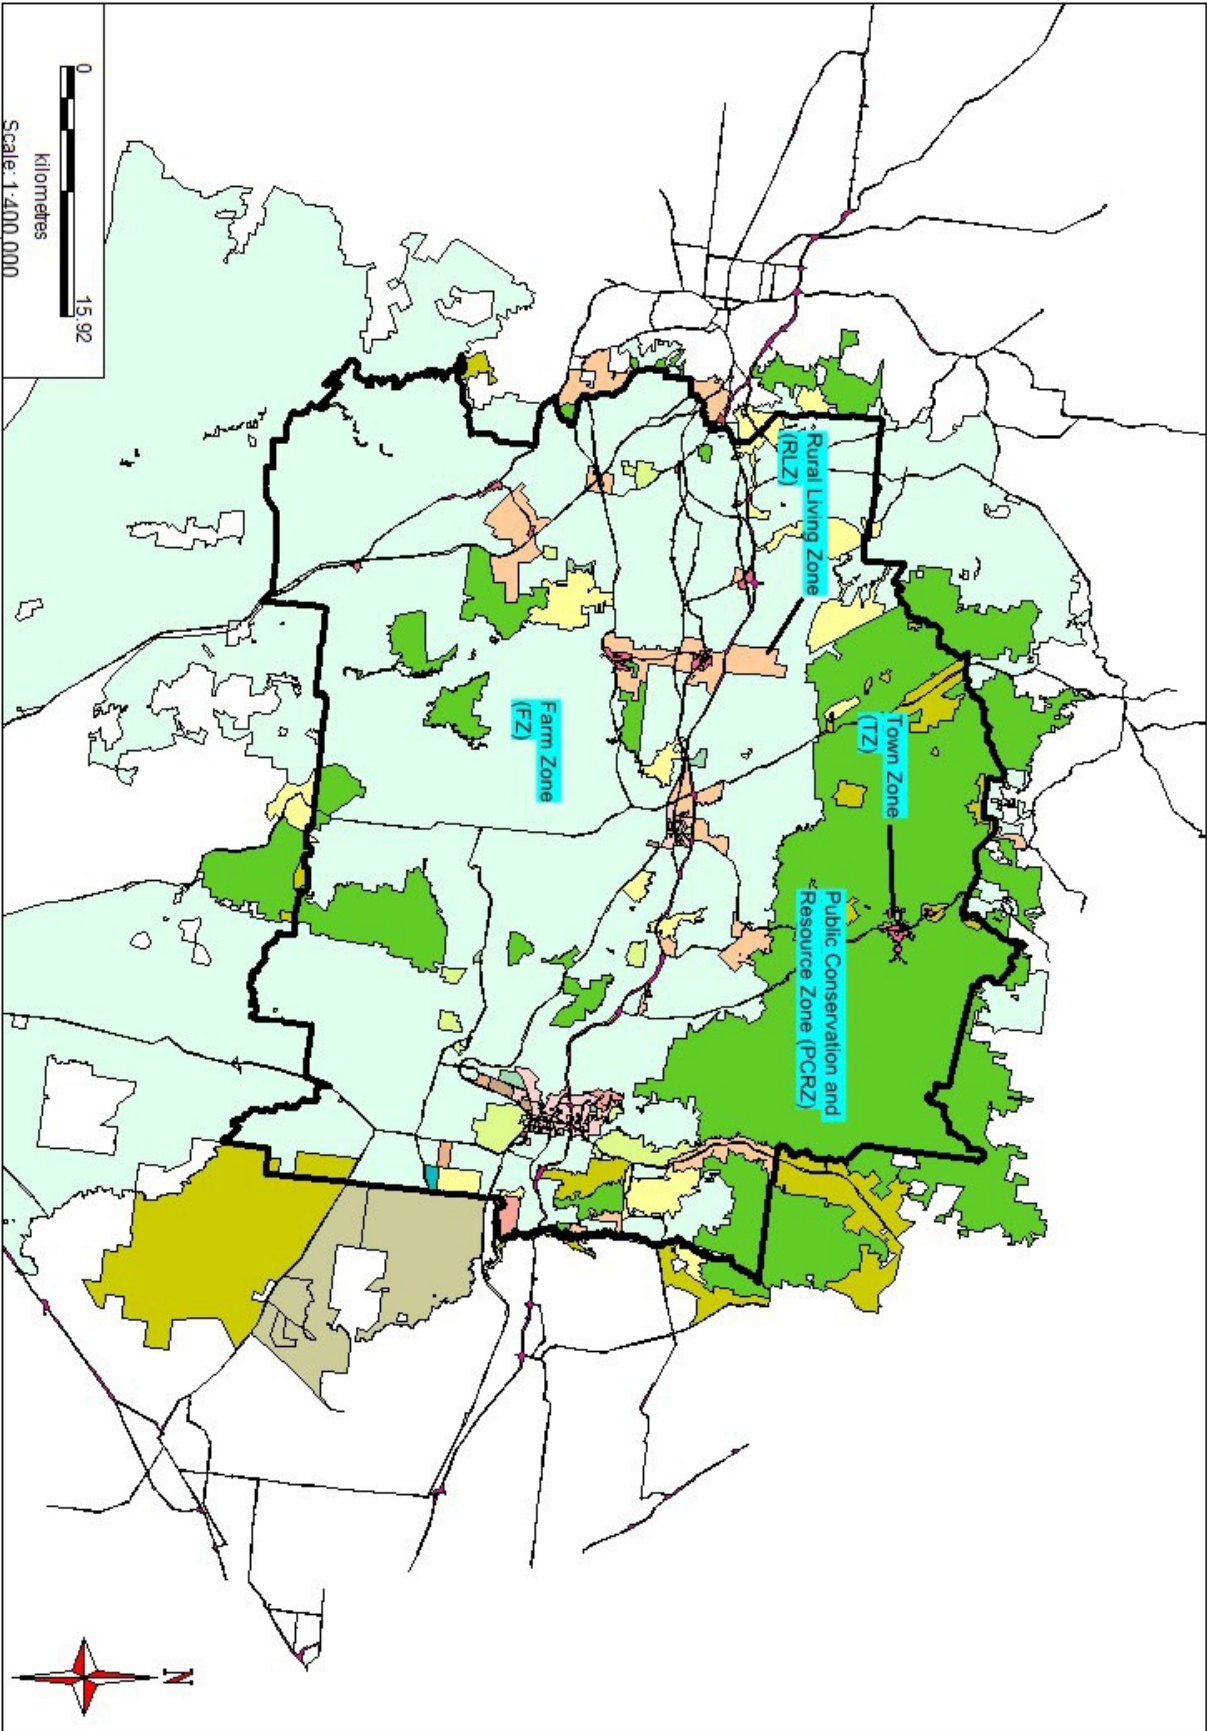 Rural Living Zone
(RLZ)
Town Zone
(TZ)
Public Conservation and
Resource Zone (PCRZ)
Farm Zone
(FZ)
0
15.92
kilometres
Scale: 1:400,000
N